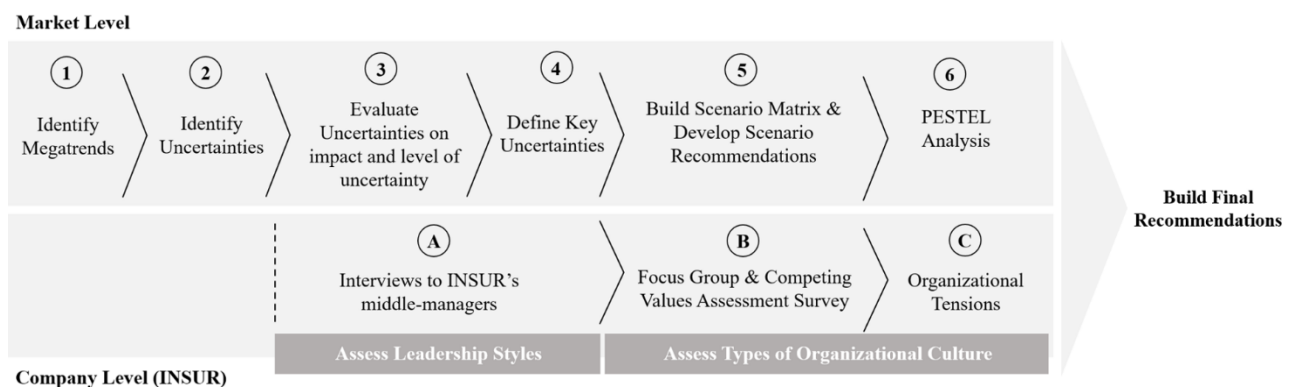 Market Level
1
Identify
Megatrends
2
Identify
Uncertainties
3
Evaluate
Uncertainties on
impact and level of
uncertainty
4
Define Key
Uncertainties
5
Build Scenario Matrix &
Develop Scenario
Recommendations
6
PESTEL
Analysis
A
Interviews to INSUR's
middle-managers
B
Focus Group & Competing
Values Assessment Survey
C
Organizational
Tensions
Assess Leadership Styles
Assess Types of Organizational Culture
Company Level (INSUR)
Build Final
Recommendations